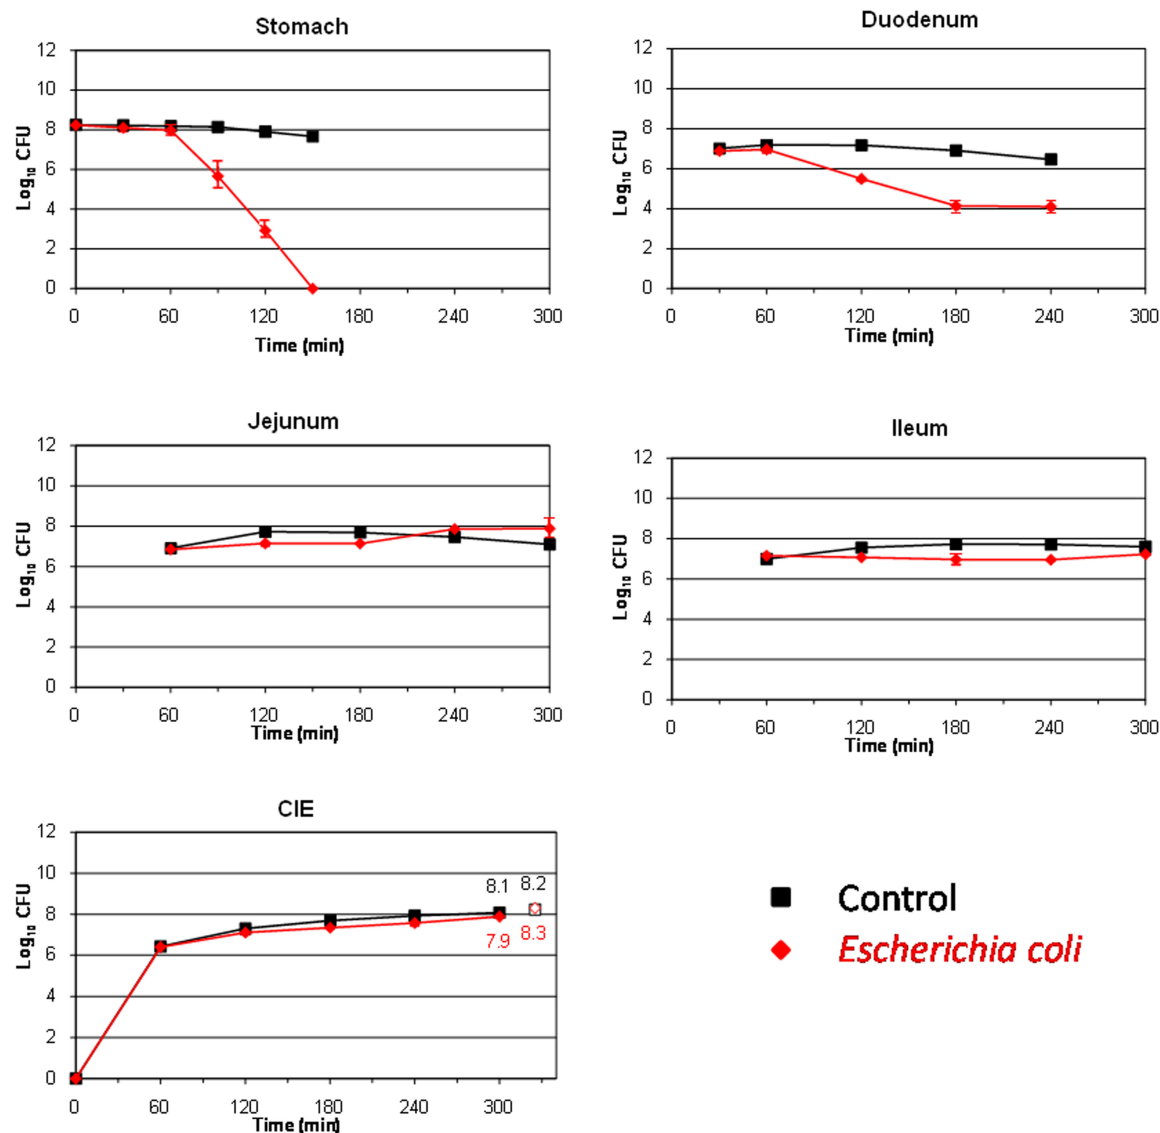 Stomach
12
10
8
6
4
2
0
Log₁₀ CFU
0 60 120 180 240 300
Time (min)
Duodenum
12
10
8
6
4
2
0
Log₁₀ CFU
0 60 120 180 240 300
Time (min)
Jejunum
12
10
8
6
4
2
0
Log₁₀ CFU
0 60 120 180 240 300
Time (min)
Ileum
12
10
8
6
4
2
0
Log₁₀ CFU
0 60 120 180 240 300
Time (min)
CIE
12
10
8
6
4
2
0
Log₁₀ CFU
8.1 8.2
7.9 8.3
0 60 120 180 240 300
Time (min)
Control
Escherichia coli